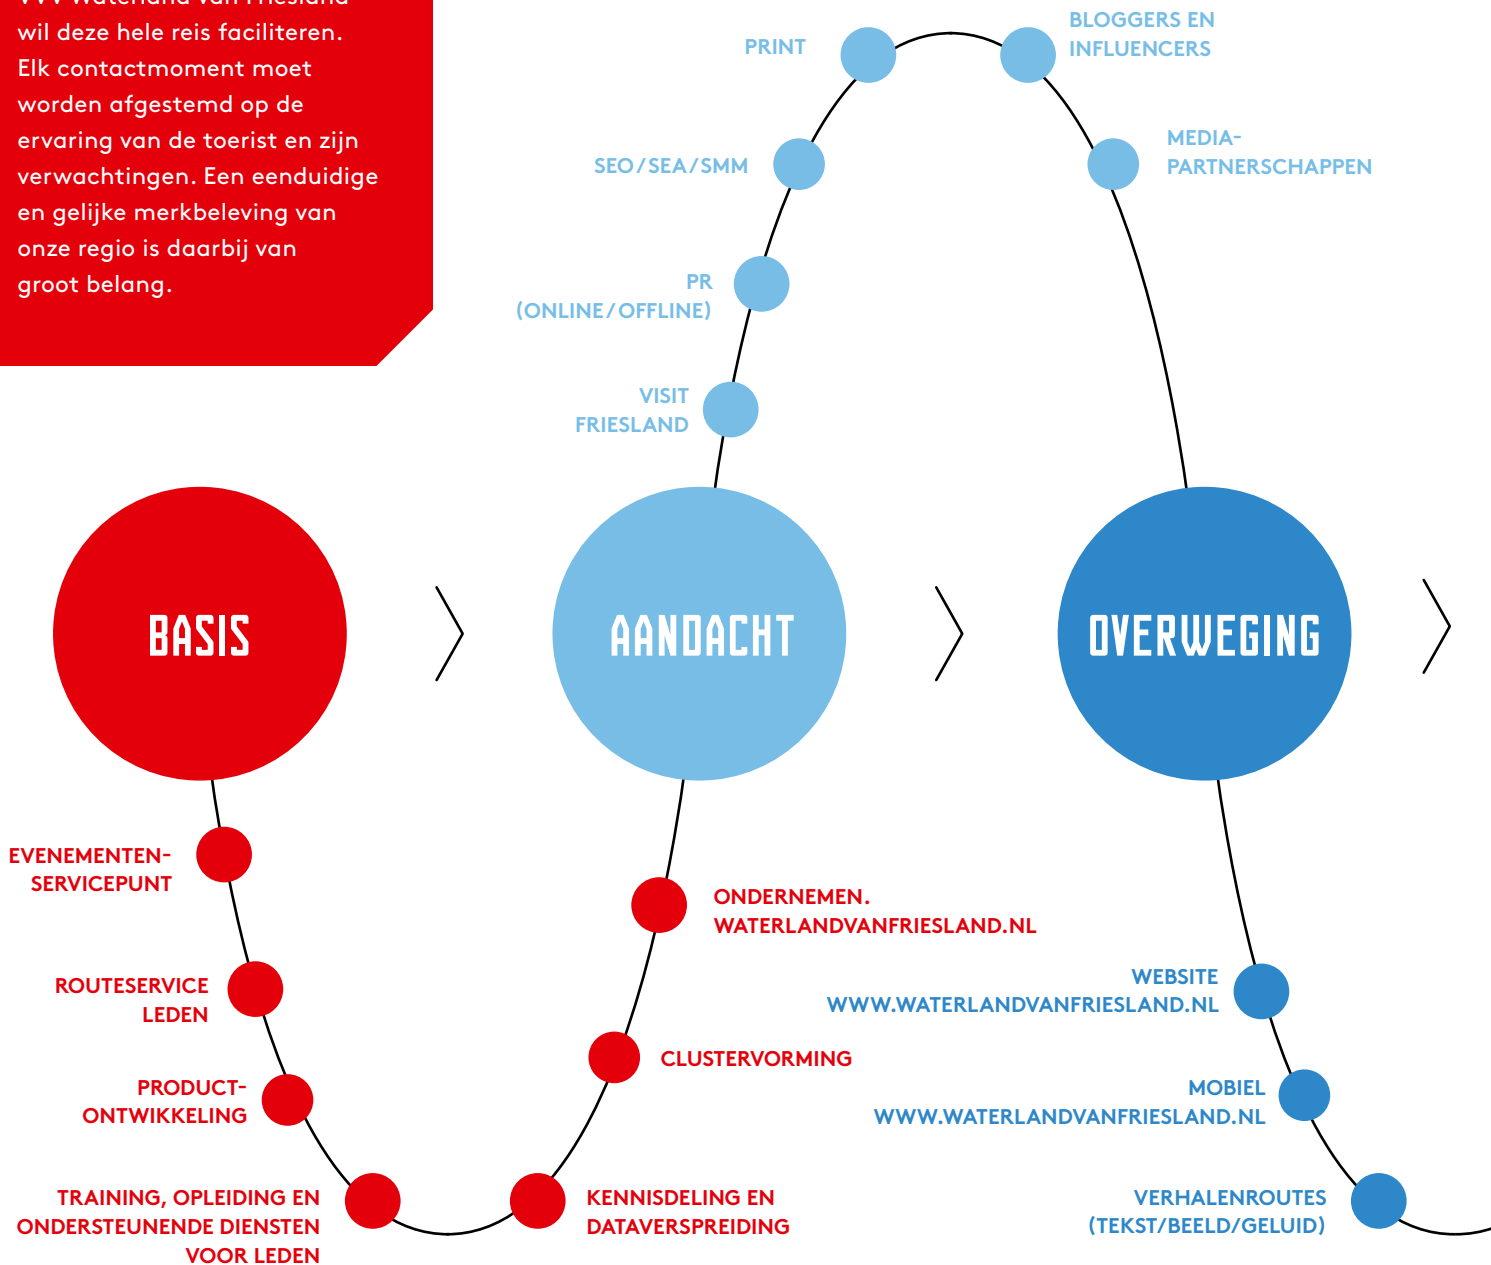 VVV Waterland van Friesland
wil deze hele reis faciliteren.
Elk contactmoment moet
worden afgestemd op de
ervaring van de toerist en zijn
verwachtingen. Een eenduidige
en gelijke merkbeleving van
onze regio is daarbij van
groot belang.
PRINT
BLOGGERS EN
INFLUENCERS
SEO/SEA/SMM
MEDIA-
PARTNERSCHAPPEN
PR
(ONLINE/OFFLINE)
VISIT
FRIESLAND
BASIS
AANDACHT
OVERWEGING
EVENEMENTEN-
SERVICEPUNT
ROUTESERVICE
LEDEN
PRODUCT-
ONTWIKKELING
TRAINING, OPLEIDING EN
ONDERSTEUNENDE DIENSTEN
VOOR LEDEN
KENNISDELING EN
DATAVERSPREIDING
CLUSTERVORMING
ONDERNEMEN.
WATERLANDVANFRIESLAND.NL
WEBSITE
WWW.WATERLANDVANFRIESLAND.NL
MOBIEL
WWW.WATERLANDVANFRIESLAND.NL
VERHALENROUTES
(TEKST/BEELD/GELUID)